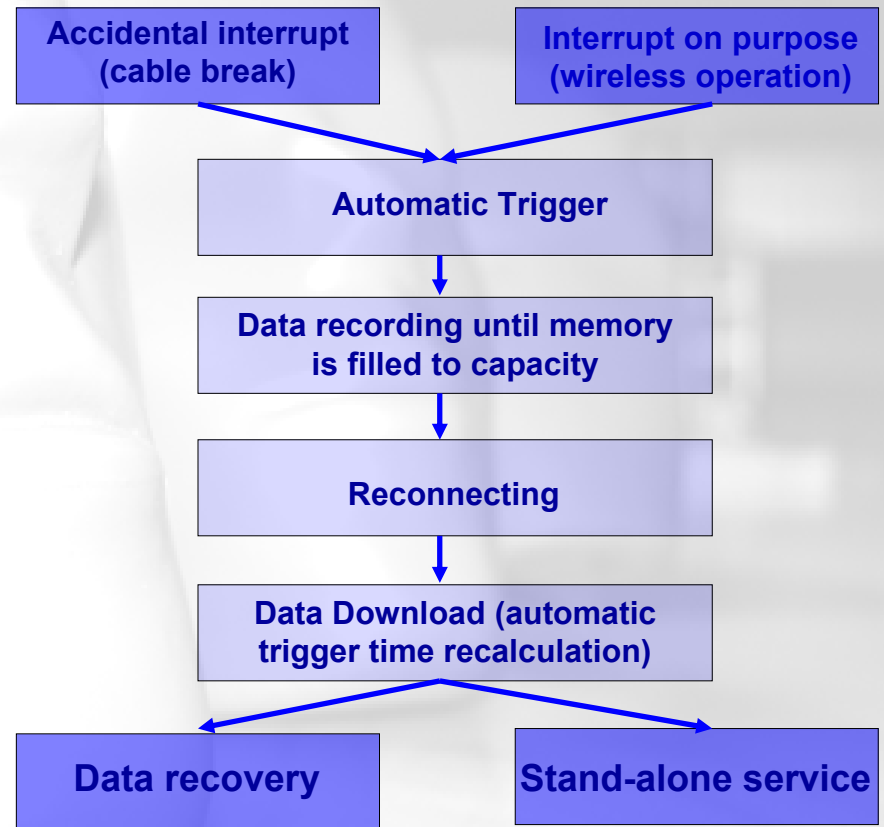 Accidental interrupt
(cable break)
Interrupt on purpose
(wireless operation)
Automatic Trigger
Data recording until memory
is filled to capacity
Reconnecting
Data Download (automatic
trigger time recalculation)
Data recovery
Stand-alone service